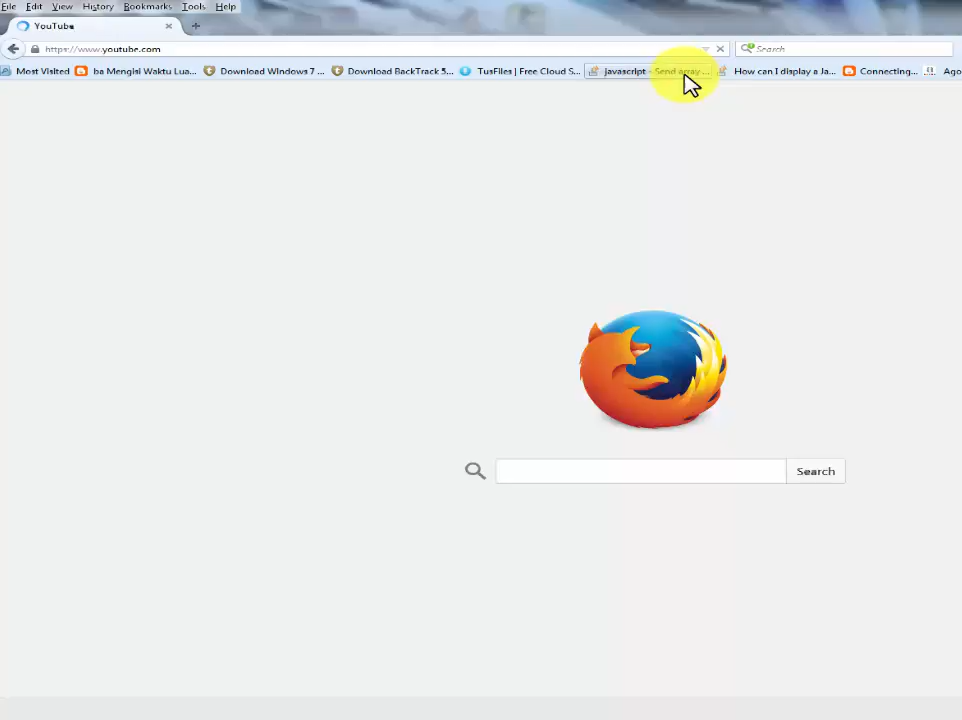 File Edit View History Bookmarks Tools Help
YouTube
https://www.youtube.com Search
Most Visited ba Mengisi Waktu Lua... Download Windows 7 ... Download BackTrack 5... TusFiles | Free Cloud S... javascript - Send array ... How can I display a Ja... Connecting... Ago
Search